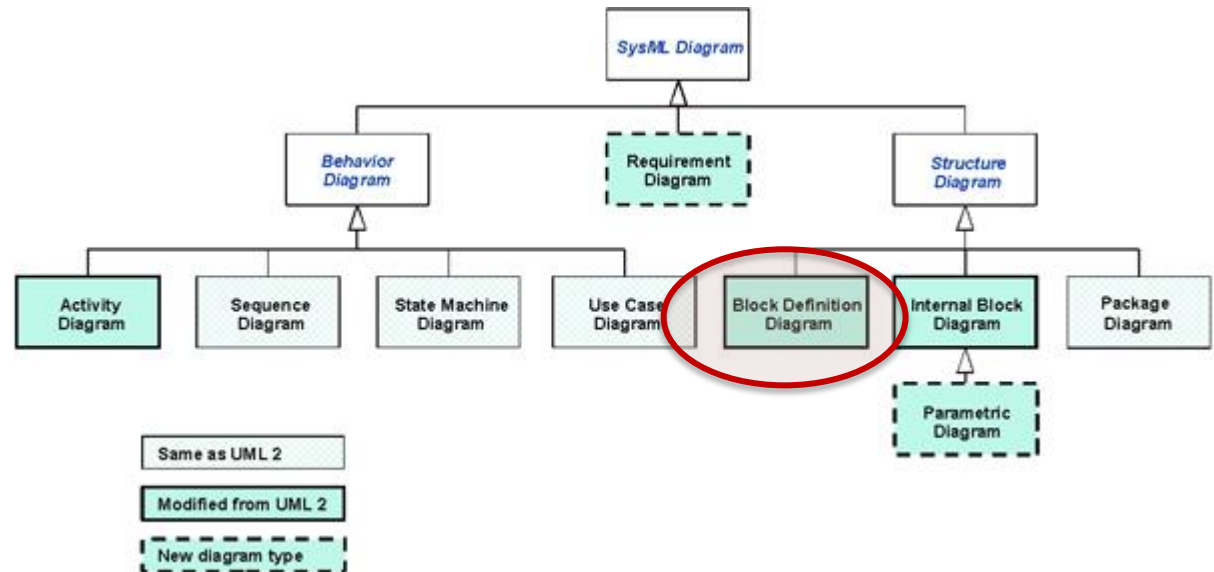 SysML Diagram
Behavior
Diagram
Requirement
Diagram
Structure
Diagram
Activity
Diagram
Sequence
Diagram
State Machine
Diagram
Use Case
Diagram
Block Definition
Diagram
Internal Block
Diagram
Package
Diagram
Parametric
Diagram
Same as UML 2
Modified from UML 2
New diagram type